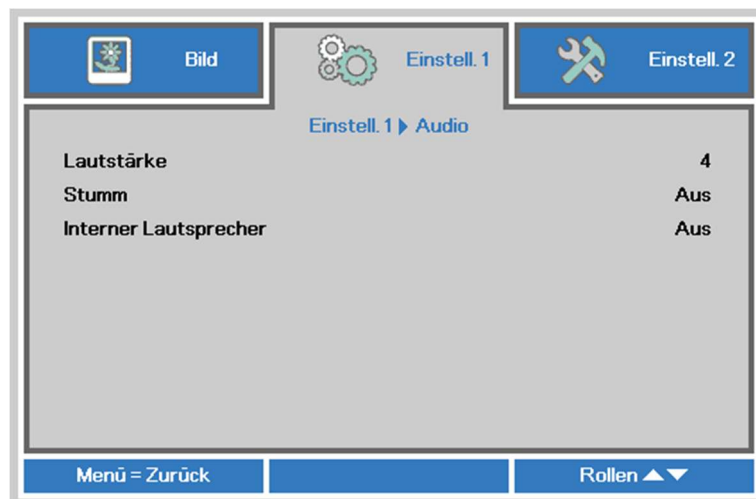 Bild
Einstell. 1
Einstell. 2
Einstell. 1 ▶ Audio
Lautstärke 4
Stumm Aus
Interner Lautsprecher Aus
Menü = Zurück
Rollen ▲▼